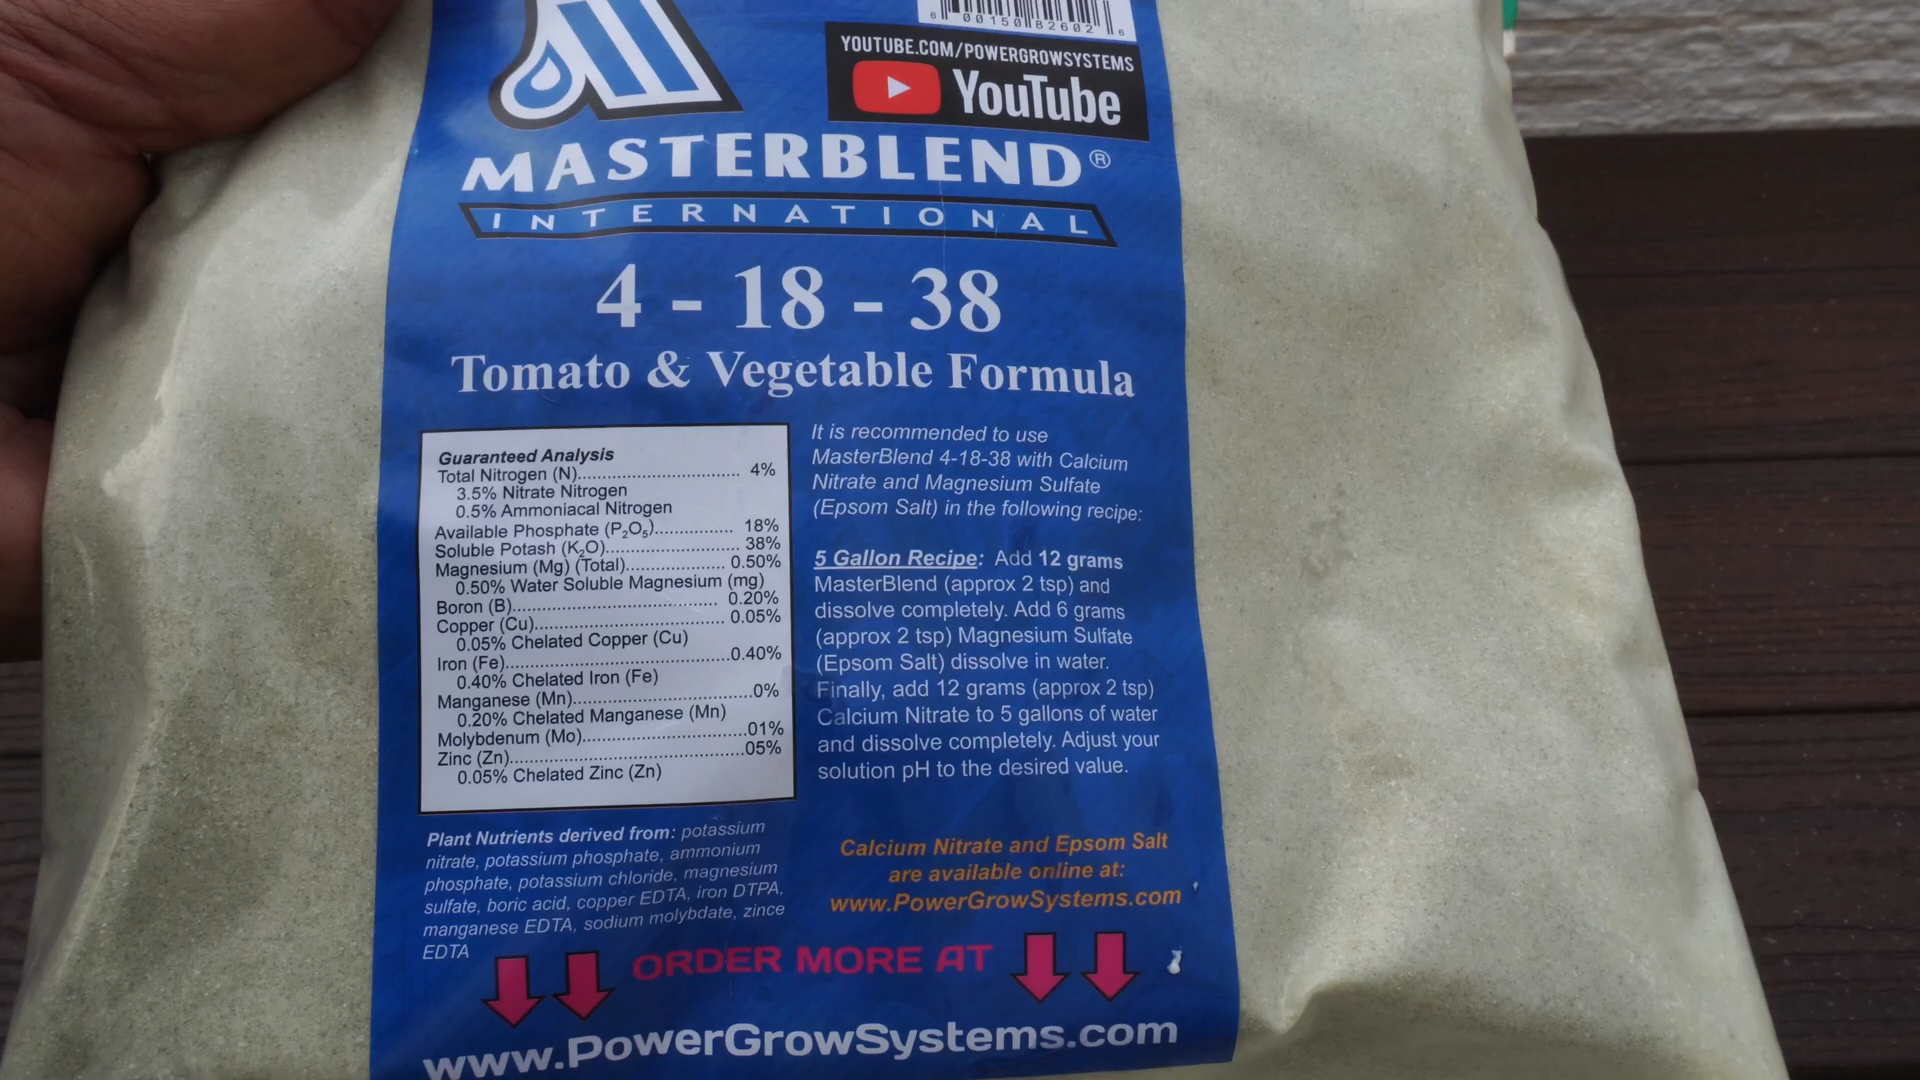 6 00150 82602 6
YOUTUBE.COM/POWERGROWSYSTEMS
YouTube
MASTERBLEND®
INTERNATIONAL
4 - 18 - 38
Tomato & Vegetable Formula
Guaranteed Analysis
Total Nitrogen (N)................................ 4%
3.5% Nitrate Nitrogen
0.5% Ammoniacal Nitrogen
Available Phosphate (P₂O₅)............... 18%
Soluble Potash (K₂O).......................... 38%
Magnesium (Mg) (Total)................... 0.50%
0.50% Water Soluble Magnesium (mg)
Boron (B)......................................... 0.20%
Copper (Cu)..................................... 0.05%
0.05% Chelated Copper (Cu)
Iron (Fe)...........................................0.40%
0.40% Chelated Iron (Fe)
Manganese (Mn)..................................0%
0.20% Chelated Manganese (Mn)
Molybdenum (Mo)...............................01%
Zinc (Zn)............................................05%
0.05% Chelated Zinc (Zn)
Plant Nutrients derived from: potassium
nitrate, potassium phosphate, ammonium
phosphate, potassium chloride, magnesium
sulfate, boric acid, copper EDTA, iron DTPA,
manganese EDTA, sodium molybdate, zince
EDTA
It is recommended to use
MasterBlend 4-18-38 with Calcium
Nitrate and Magnesium Sulfate
(Epsom Salt) in the following recipe:
5 Gallon Recipe: Add 12 grams
MasterBlend (approx 2 tsp) and
dissolve completely. Add 6 grams
(approx 2 tsp) Magnesium Sulfate
(Epsom Salt) dissolve in water.
Finally, add 12 grams (approx 2 tsp)
Calcium Nitrate to 5 gallons of water
and dissolve completely. Adjust your
solution pH to the desired value.
Calcium Nitrate and Epsom Salt
are available online at:
www.PowerGrowSystems.com
ORDER MORE AT
www.PowerGrowSystems.com